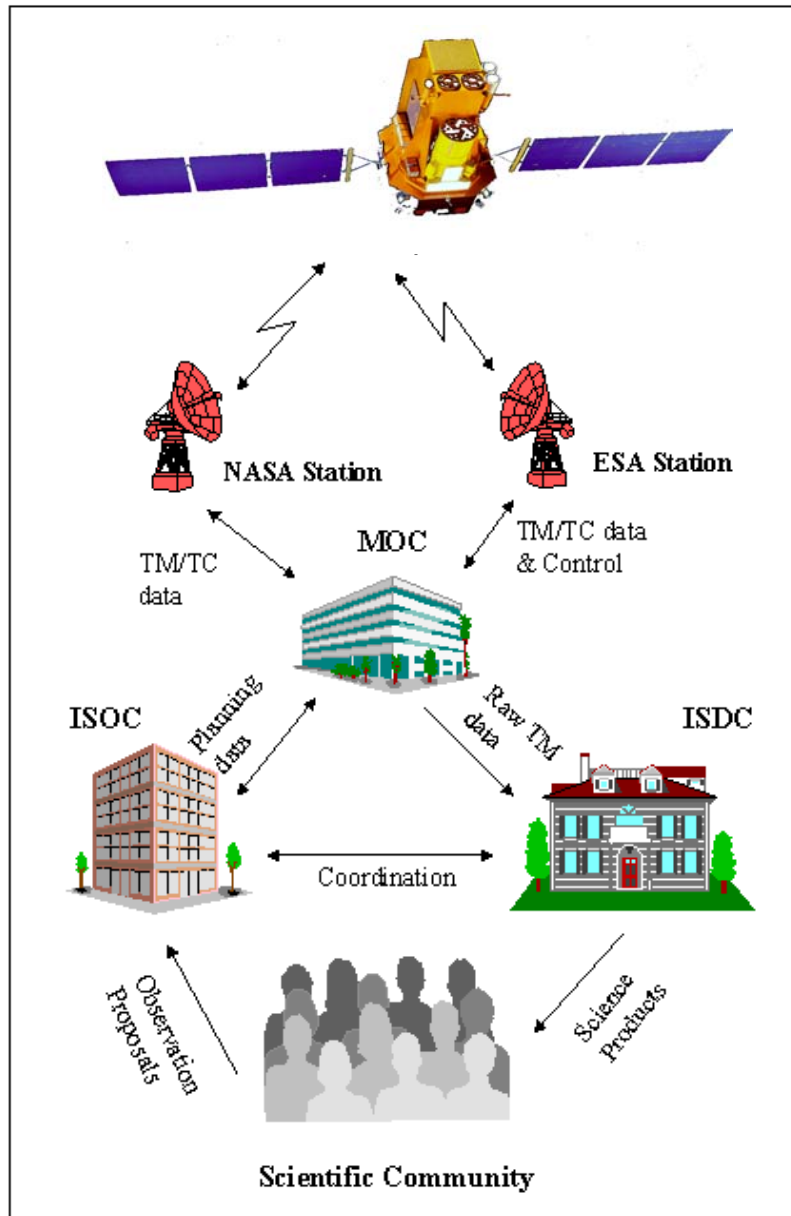 NASA Station
ESA Station
MOC
TM/TC
data
TM/TC data
& Control
ISOC
Planning
data
Raw TM
data
ISDC
Coordination
Observation
Proposals
Science
Products
Scientific Community